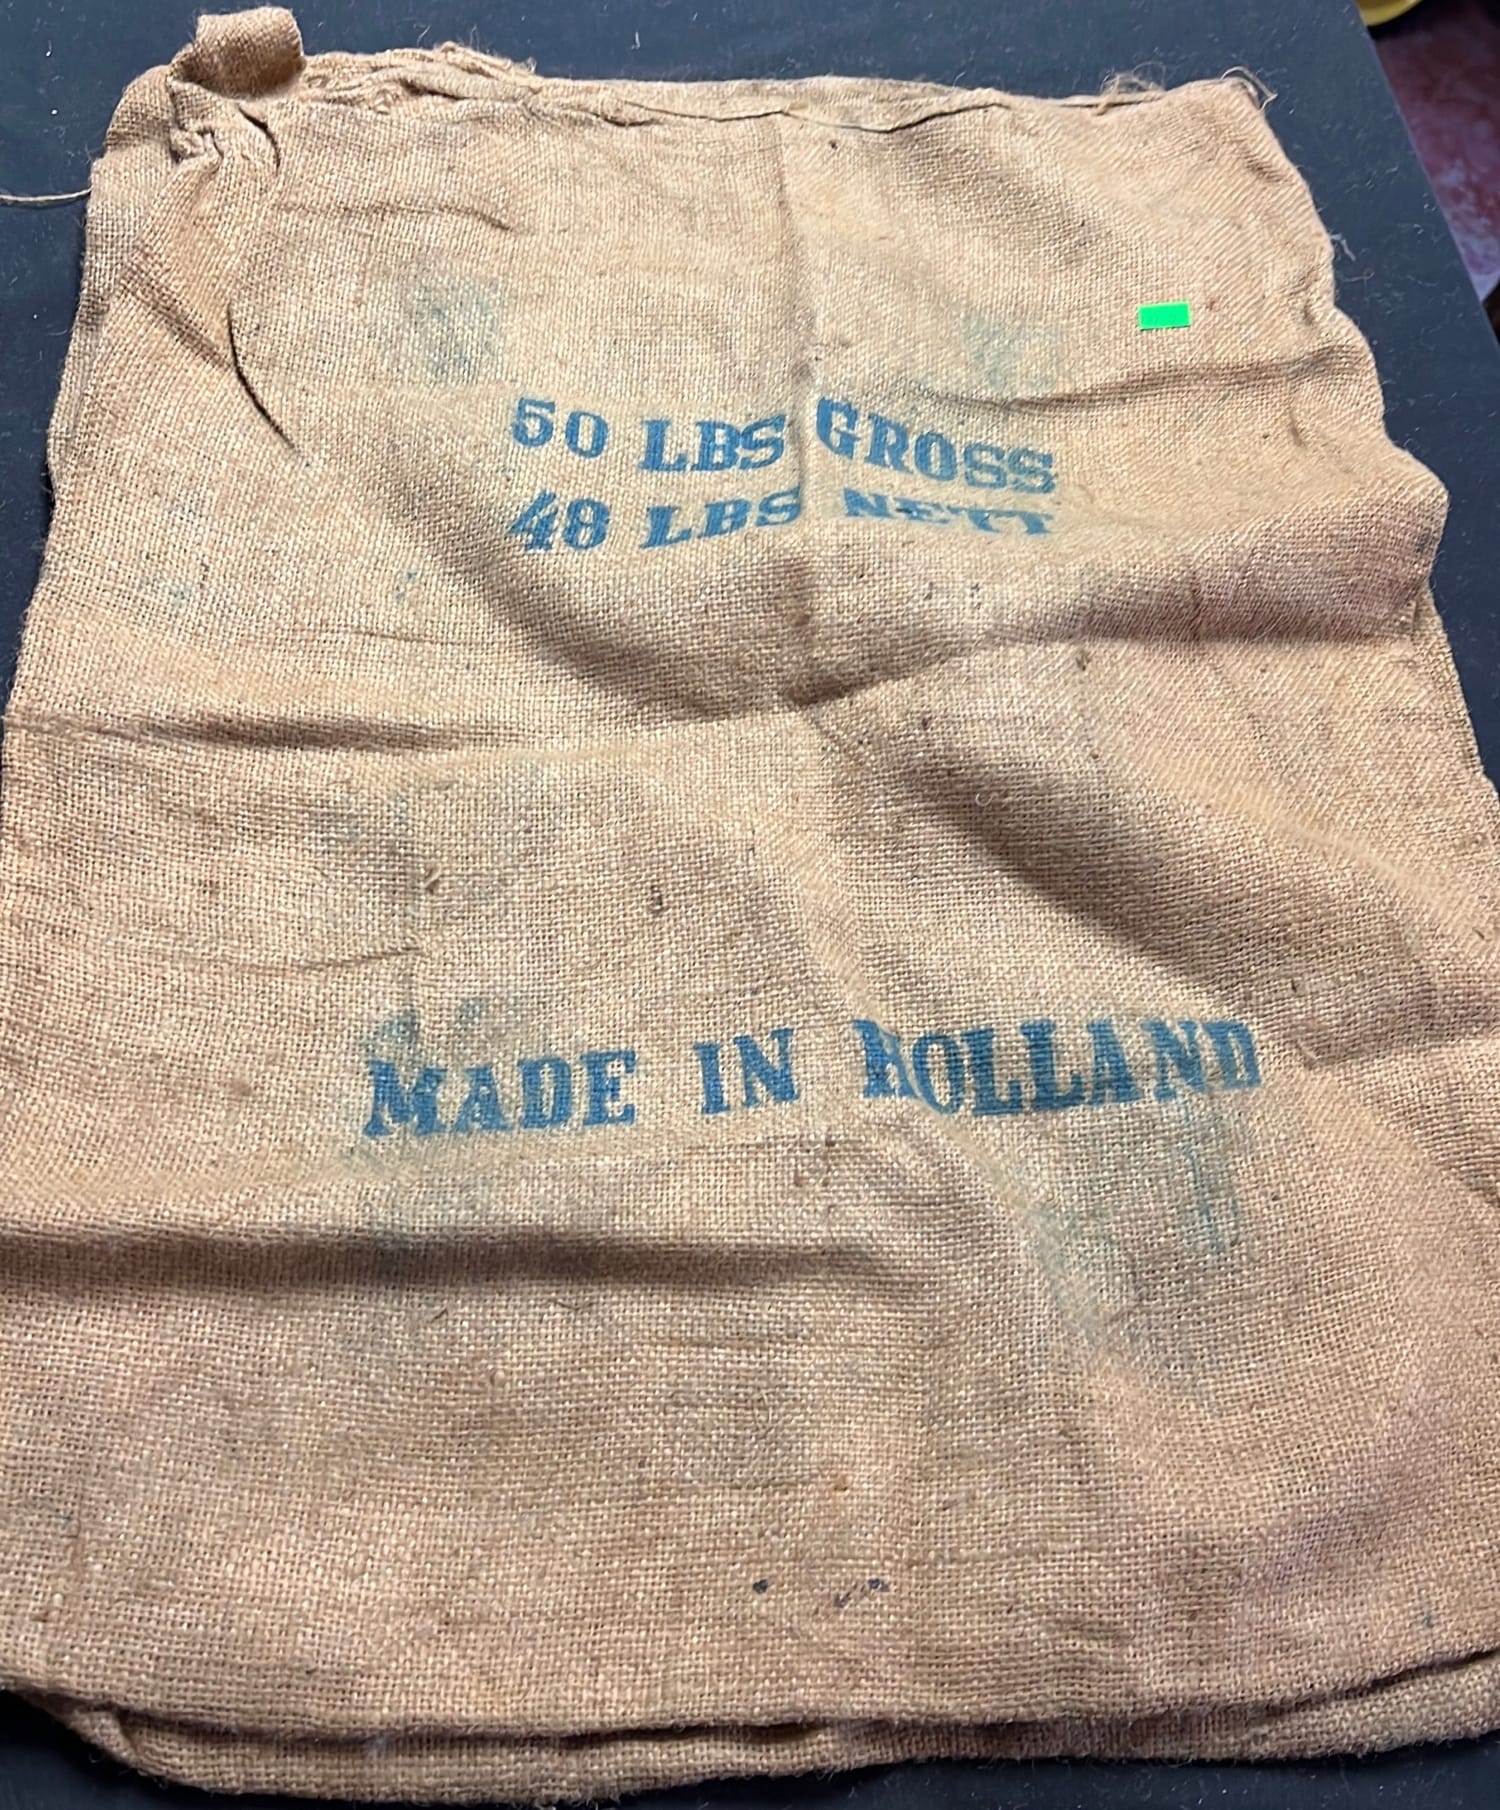 50 LBS GROSS
48 LBS NETT
MADE IN HOLLAND